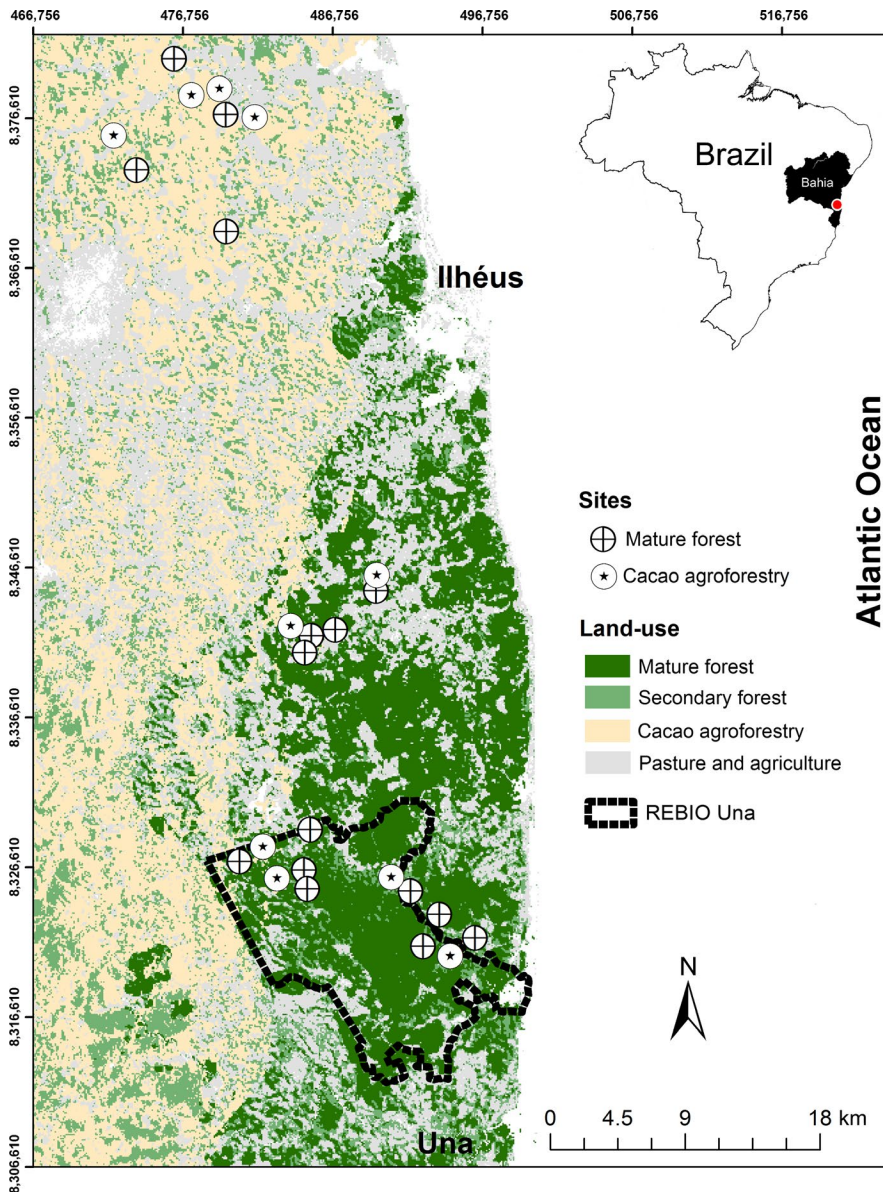 466,756 476,756 486,756 496,756 506,756 516,756
8,376,610
8,366,610
8,356,610
8,346,610
8,336,610
8,326,610
8,316,610
8,306,610
Brazil
Bahia
Ilhéus
Atlantic Ocean
Sites
Mature forest
Cacao agroforestry
Land-use
Mature forest
Secondary forest
Cacao agroforestry
Pasture and agriculture
REBIO Una
N
Una
0 4.5 9 18 km